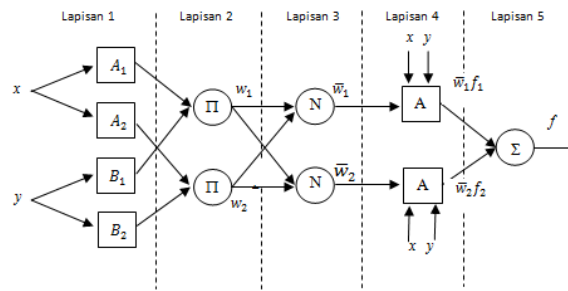 Lapisan 1 Lapisan 2 Lapisan 3 Lapisan 4 Lapisan 5
x y
A₁ w₁ w̅₁ w̅₁f₁
x Π N A f
A₂
Σ
B₁ w̅₂
y Π N A w̅₂f₂
B₂ w₂
x y